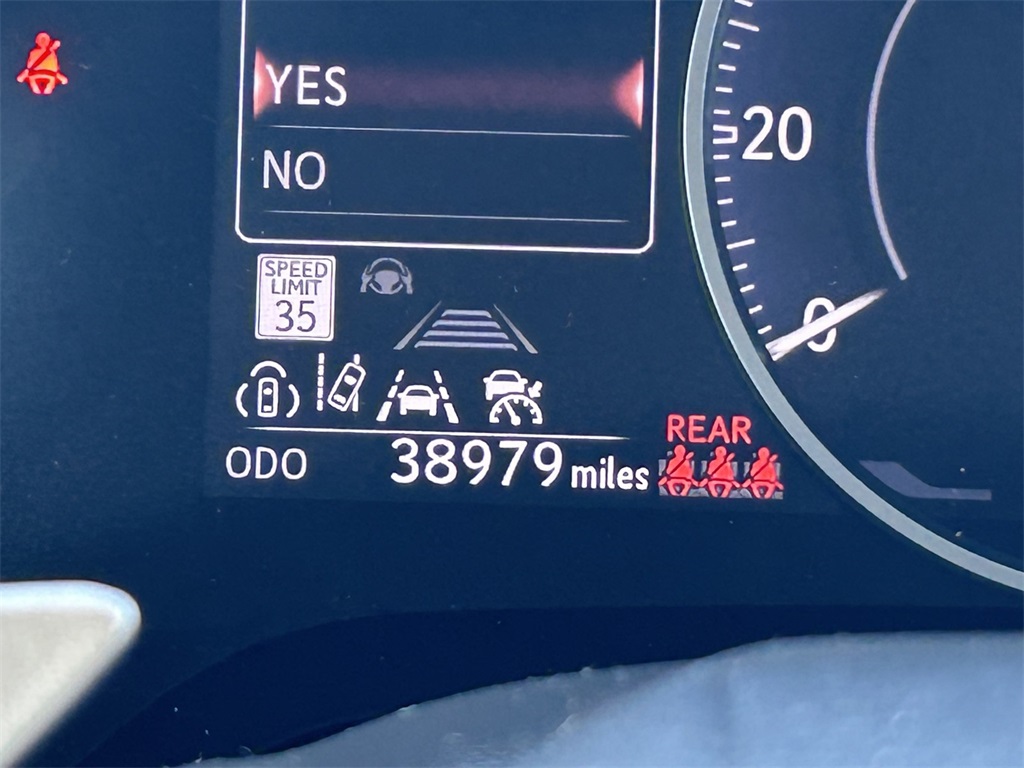 YES
20
NO
SPEED
LIMIT
35
0
REAR
ODO 38979 miles